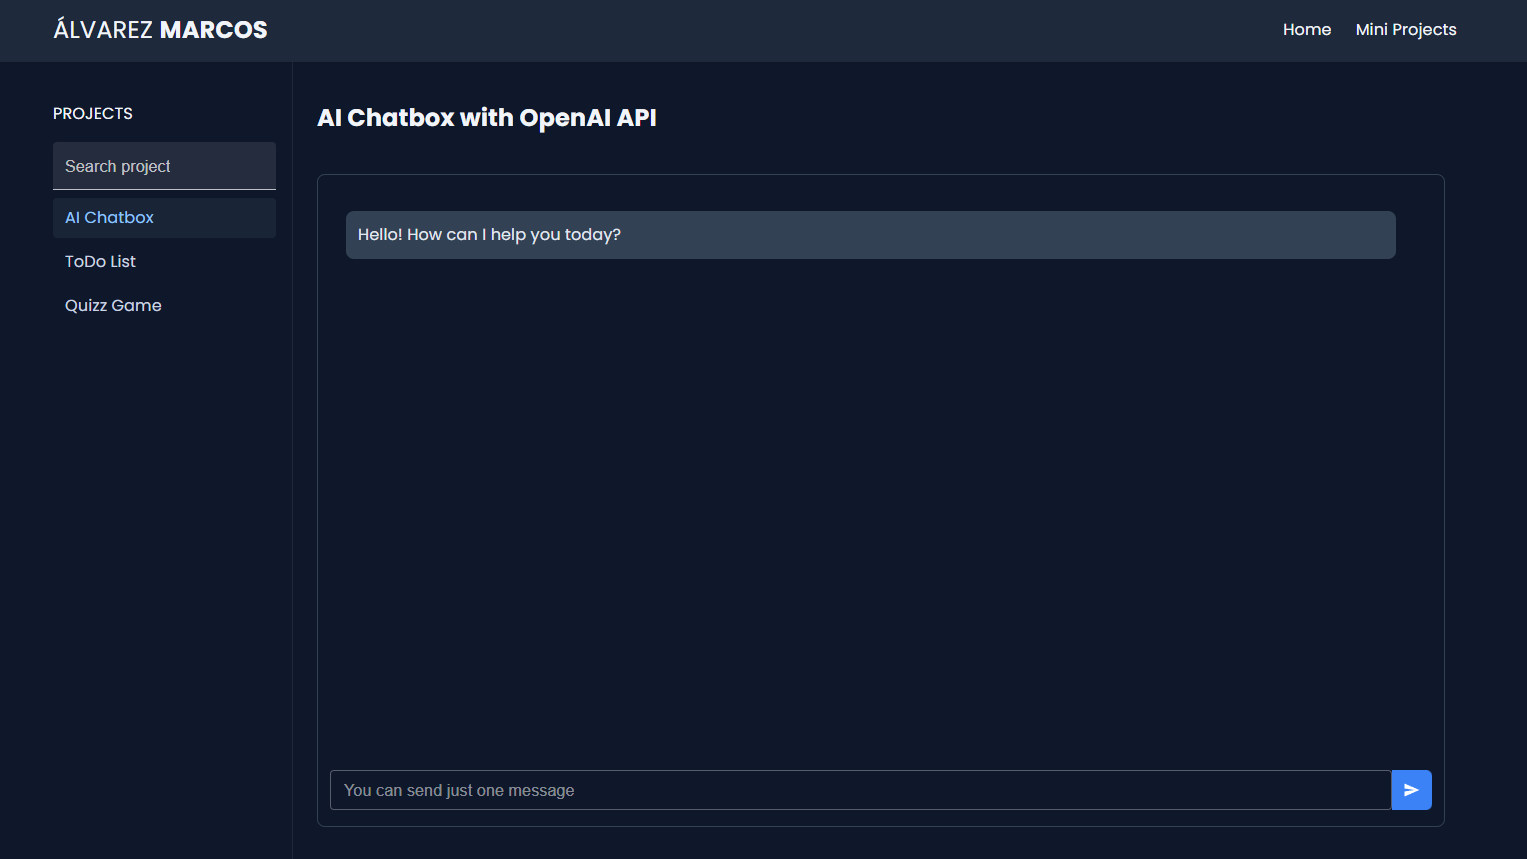 ÁLVAREZ MARCOS
Home Mini Projects
PROJECTS
Search project
AI Chatbox
ToDo List
Quizz Game
AI Chatbox with OpenAI API
Hello! How can I help you today?
You can send just one message